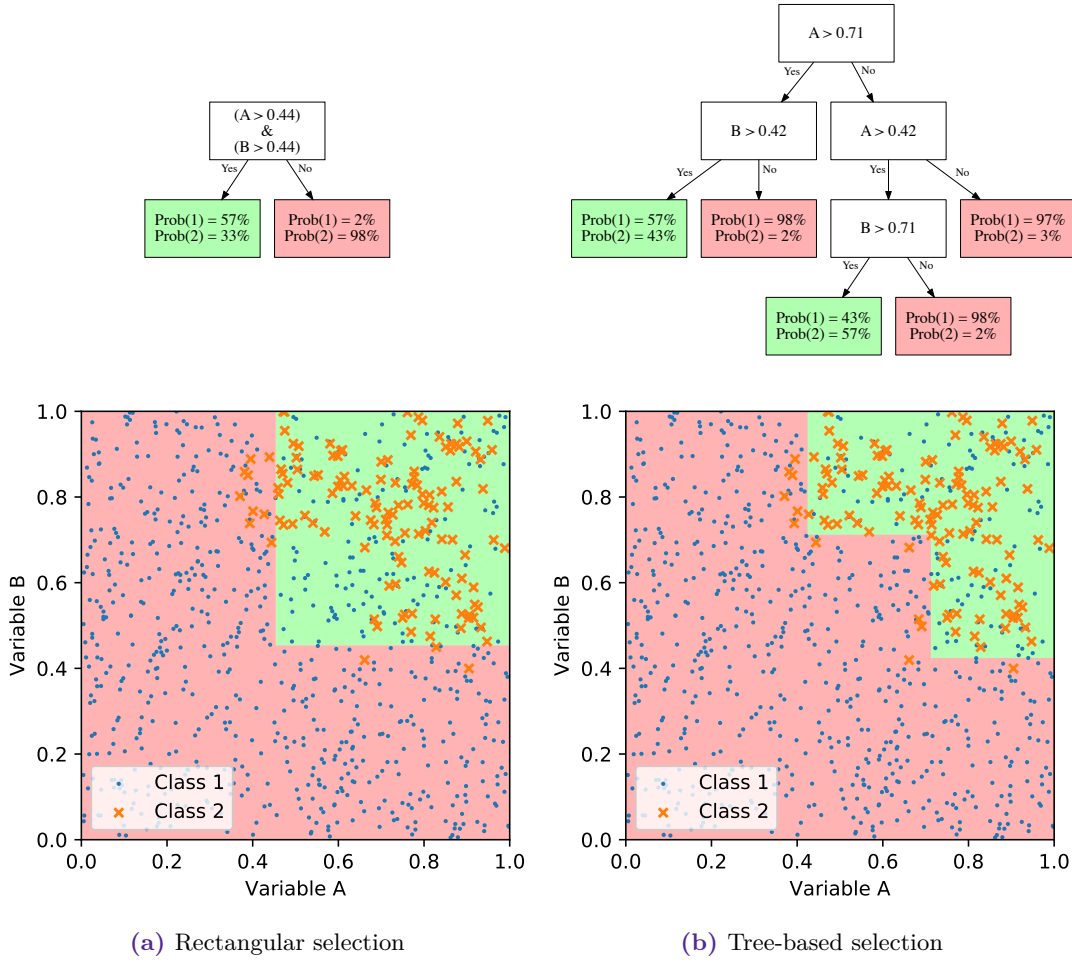 (A > 0.44)
&
(B > 0.44)
Yes
No
Prob(1) = 57%
Prob(2) = 33%
Prob(1) = 2%
Prob(2) = 98%
A > 0.71
Yes
No
B > 0.42
A > 0.42
Yes
No
Yes
No
Prob(1) = 57%
Prob(2) = 43%
Prob(1) = 98%
Prob(2) = 2%
B > 0.71
Prob(1) = 97%
Prob(2) = 3%
Yes
No
Prob(1) = 43%
Prob(2) = 57%
Prob(1) = 98%
Prob(2) = 2%
1.0
0.8
0.6
0.4
0.2
0.0
Variable B
Class 1
Class 2
0.0 0.2 0.4 0.6 0.8 1.0
Variable A
(a) Rectangular selection
1.0
0.8
0.6
0.4
0.2
0.0
Variable B
Class 1
Class 2
0.0 0.2 0.4 0.6 0.8 1.0
Variable A
(b) Tree-based selection